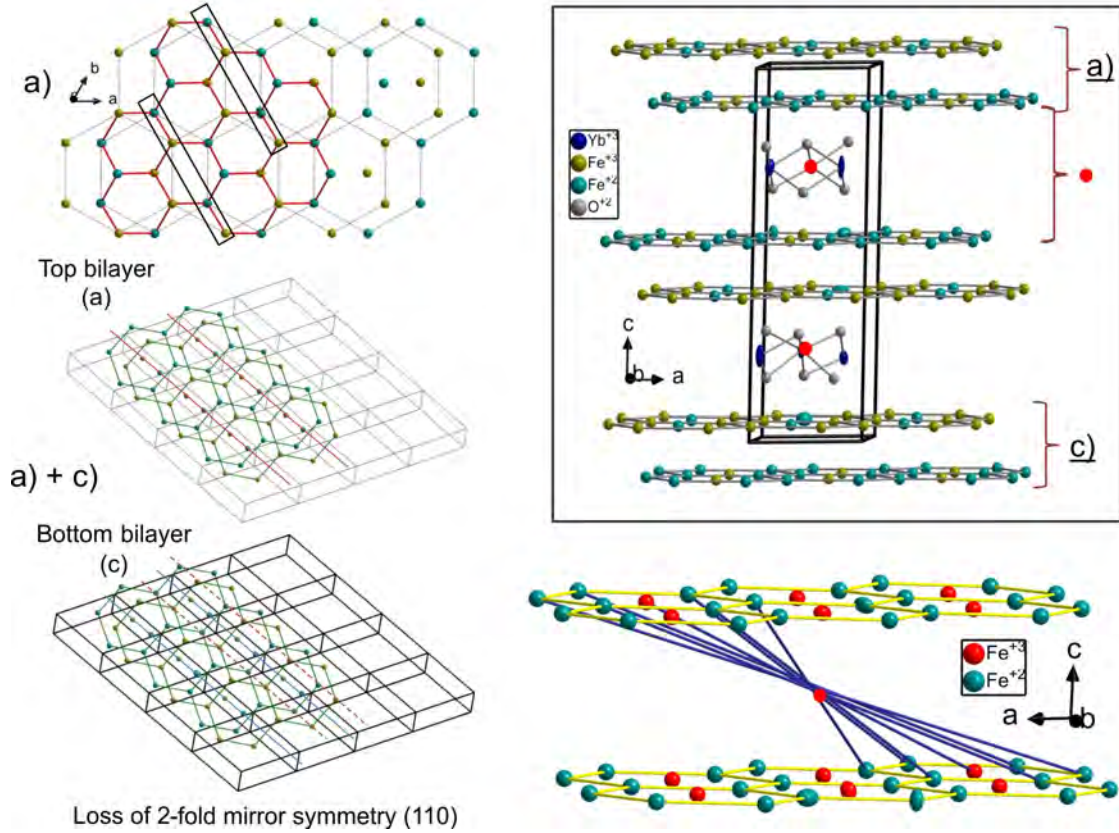 a)
b
a
Top bilayer
(a)
a) + c)
Bottom bilayer
(c)
Loss of 2-fold mirror symmetry (110)
Yb+3
Fe+3
Fe+2
O+2
c
b
a
a)
c)
Fe+3
Fe+2
c
a
b